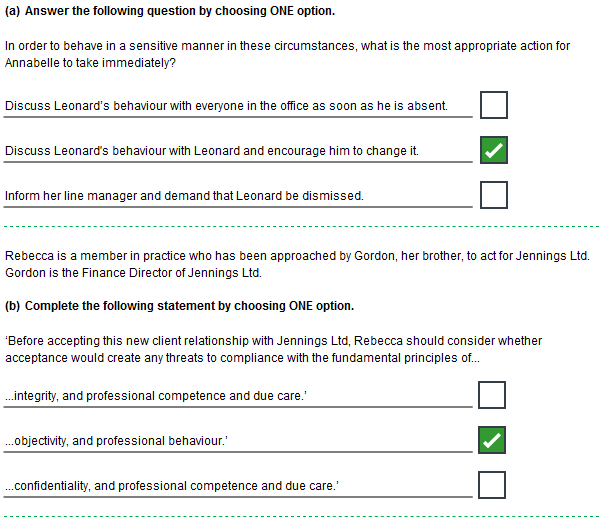 (a) Answer the following question by choosing ONE option.
In order to behave in a sensitive manner in these circumstances, what is the most appropriate action for
Annabelle to take immediately?
Discuss Leonard's behaviour with everyone in the office as soon as he is absent.
Discuss Leonard's behaviour with Leonard and encourage him to change it.
Inform her line manager and demand that Leonard be dismissed.
Rebecca is a member in practice who has been approached by Gordon, her brother, to act for Jennings Ltd.
Gordon is the Finance Director of Jennings Ltd.
(b) Complete the following statement by choosing ONE option.
'Before accepting this new client relationship with Jennings Ltd, Rebecca should consider whether
acceptance would create any threats to compliance with the fundamental principles of...
...integrity, and professional competence and due care.'
...objectivity, and professional behaviour.'
...confidentiality, and professional competence and due care.'